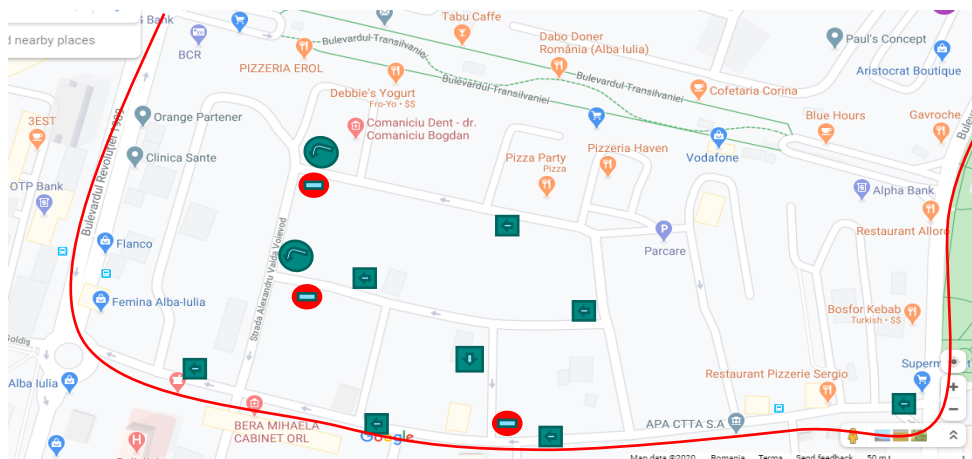 Bank
d nearby places
BCR
PIZZERIA EROL
Tabu Caffe
Bulevardul Transilvaniei
Debbie's Yogurt
Fro-Yo • $$
Bulevardul Transilvaniei
Dabo Doner
România (Alba Iulia)
Bulevardul Transilvaniei
Cofetaria Corina
Paul's Concept
Aristocrat Boutique
3EST
Orange Partener
Comaniciu Dent - dr.
Comaniciu Bogdan
Blue Hours
Gavroche
Clinica Sante
Pizza Party
Pizza
Pizzeria Haven
Vodafone
OTP Bank
Bulevardul Revoluției 1989
Alpha Bank
Restaurant Alloro
Flanco
Strada Alexandru Vaida Voievod
P
Parcare
Femina Alba-Iulia
Bosfor Kebab
Turkish • $$
Goldiș
Alba Iulia
Restaurant Pizzerie Sergio
BERA MIHAELA
CABINET ORL
Google
APA CTTA S.A
H
Map data ©2020
Romania
Terms
Send feedback
50 m